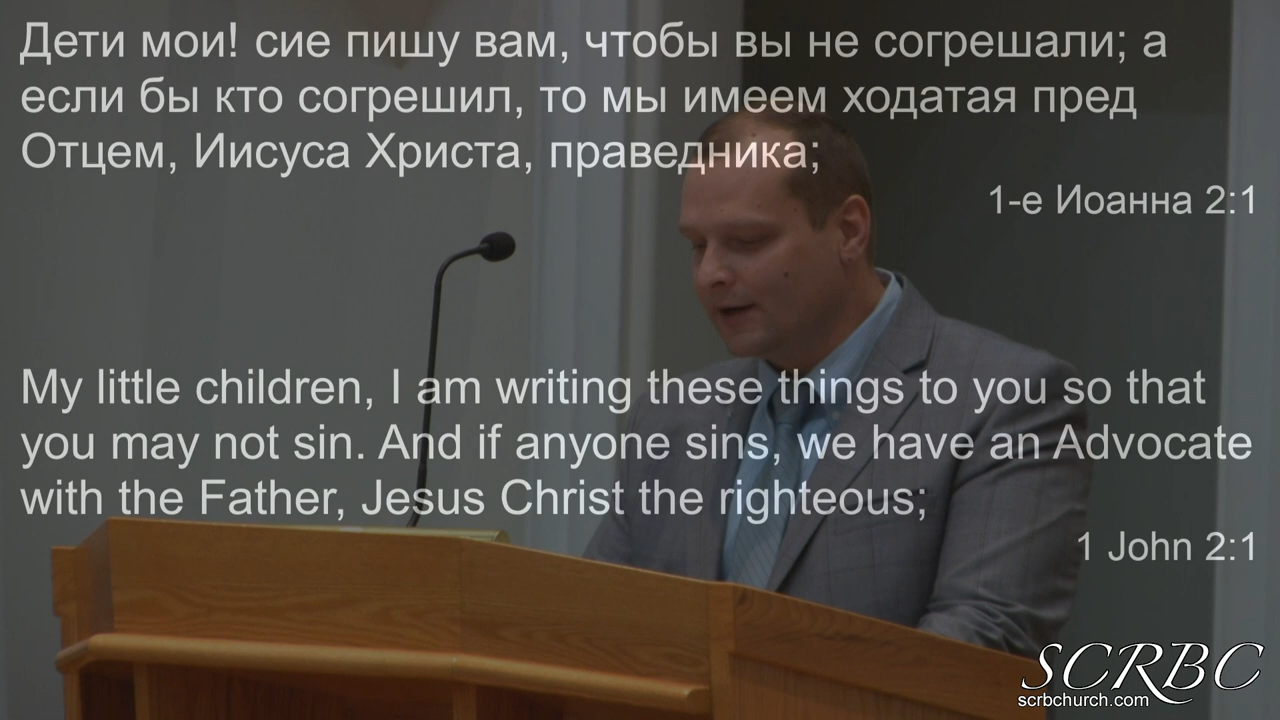 Дети мои! сие пишу вам, чтобы вы не согрешали; а
если бы кто согрешил, то мы имеем ходатая пред
Отцем, Иисуса Христа, праведника;
1-е Иоанна 2:1
My little children, I am writing these things to you so that
you may not sin. And if anyone sins, we have an Advocate
with the Father, Jesus Christ the righteous;
1 John 2:1
SCRBC
scrbchurch.com